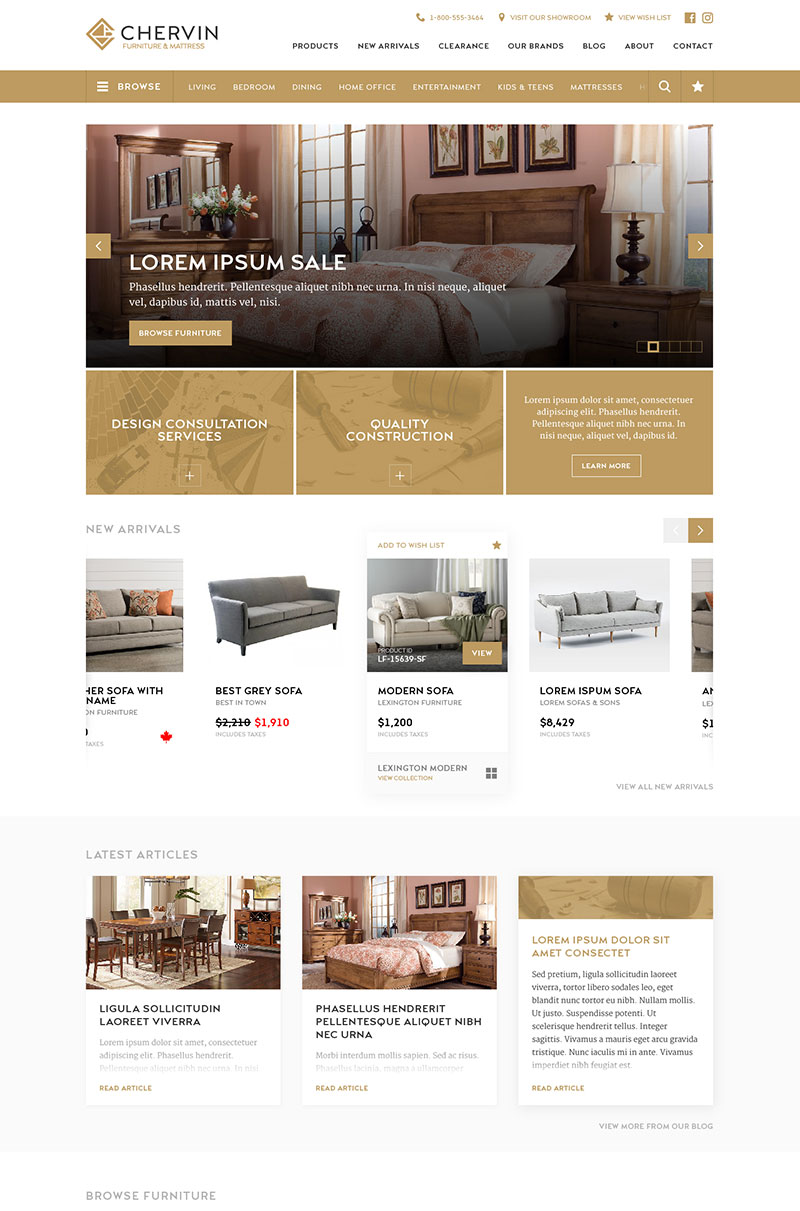 CHERVIN
FURNITURE & MATTRESS
1-800-555-3464
VISIT OUR SHOWROOM
VIEW WISH LIST
PRODUCTS
NEW ARRIVALS
CLEARANCE
OUR BRANDS
BLOG
ABOUT
CONTACT
BROWSE
LIVING
BEDROOM
DINING
HOME OFFICE
ENTERTAINMENT
KIDS & TEENS
MATTRESSES
H
LOREM IPSUM SALE
Phasellus hendrerit. Pellentesque aliquet nibh nec urna. In nisi neque, aliquet
vel, dapibus id, mattis vel, nisi.
BROWSE FURNITURE
DESIGN CONSULTATION
SERVICES
QUALITY
CONSTRUCTION
Lorem ipsum dolor sit amet, consectetuer
adipiscing elit. Phasellus hendrerit.
Pellentesque aliquet nibh nec urna. In
nisi neque, aliquet vel, dapibus id.
LEARN MORE
NEW ARRIVALS
HER SOFA WITH
NAME
ON FURNITURE
TAXES
BEST GREY SOFA
BEST IN TOWN
$2,210 $1,910
INCLUDES TAXES
ADD TO WISH LIST
PRODUCT ID
LF-15639-SF
VIEW
MODERN SOFA
LEXINGTON FURNITURE
$1,200
INCLUDES TAXES
LEXINGTON MODERN
VIEW COLLECTION
LOREM ISPUM SOFA
LOREM SOFAS & SONS
$8,429
INCLUDES TAXES
AN
LEX
$1
INC
VIEW ALL NEW ARRIVALS
LATEST ARTICLES
LIGULA SOLLICITUDIN
LAOREET VIVERRA
Lorem ipsum dolor sit amet, consectetuer
adipiscing elit. Phasellus hendrerit.
Pellentesque aliquet nibh nec urna. In nisi
READ ARTICLE
PHASELLUS HENDRERIT
PELLENTESQUE ALIQUET NIBH
NEC URNA
Morbi interdum mollis sapien. Sed ac risus.
Phasellus lacinia, magna a ullamcorper
READ ARTICLE
LOREM IPSUM DOLOR SIT
AMET CONSECTET
Sed pretium, ligula sollicitudin laoreet
viverra, tortor libero sodales leo, eget
blandit nunc tortor eu nibh. Nullam mollis.
Ut justo. Suspendisse potenti. Ut
scelerisque hendrerit tellus. Integer
sagittis. Vivamus a mauris eget arcu gravida
tristique. Nunc iaculis mi in ante. Vivamus
imperdiet nibh feugiat est.
READ ARTICLE
VIEW MORE FROM OUR BLOG
BROWSE FURNITURE